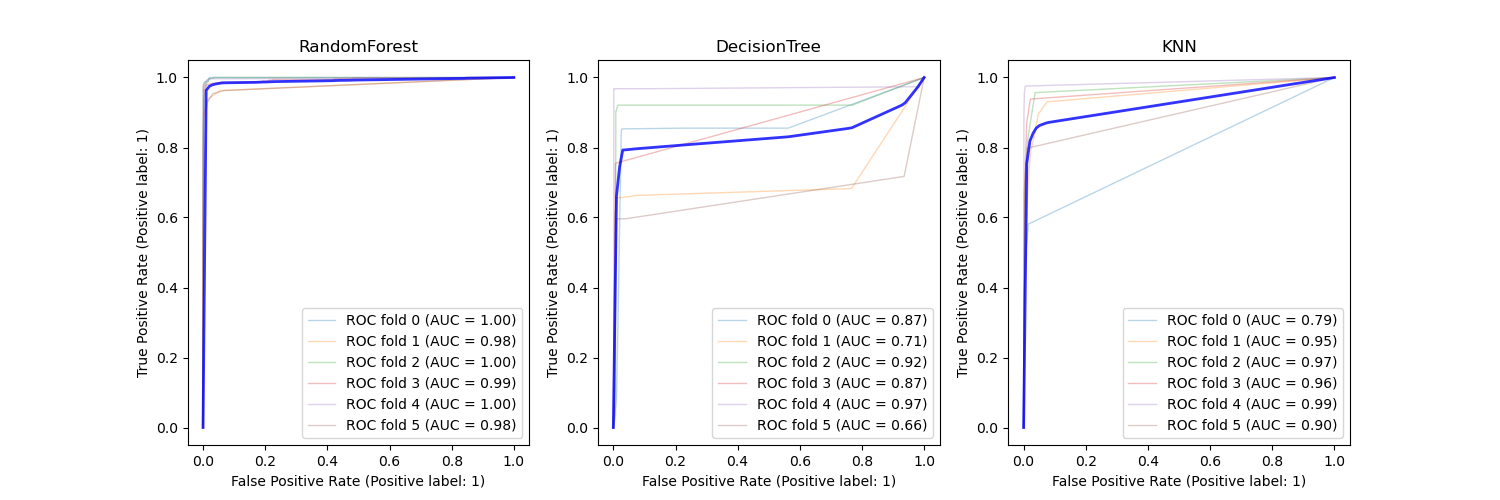 RandomForest
True Positive Rate (Positive label: 1)
1.0
0.8
0.6
0.4
0.2
0.0
ROC fold 0 (AUC = 1.00)
ROC fold 1 (AUC = 0.98)
ROC fold 2 (AUC = 1.00)
ROC fold 3 (AUC = 0.99)
ROC fold 4 (AUC = 1.00)
ROC fold 5 (AUC = 0.98)
0.0 0.2 0.4 0.6 0.8 1.0
False Positive Rate (Positive label: 1)
DecisionTree
True Positive Rate (Positive label: 1)
1.0
0.8
0.6
0.4
0.2
0.0
ROC fold 0 (AUC = 0.87)
ROC fold 1 (AUC = 0.71)
ROC fold 2 (AUC = 0.92)
ROC fold 3 (AUC = 0.87)
ROC fold 4 (AUC = 0.97)
ROC fold 5 (AUC = 0.66)
0.0 0.2 0.4 0.6 0.8 1.0
False Positive Rate (Positive label: 1)
KNN
True Positive Rate (Positive label: 1)
1.0
0.8
0.6
0.4
0.2
0.0
ROC fold 0 (AUC = 0.79)
ROC fold 1 (AUC = 0.95)
ROC fold 2 (AUC = 0.97)
ROC fold 3 (AUC = 0.96)
ROC fold 4 (AUC = 0.99)
ROC fold 5 (AUC = 0.90)
0.0 0.2 0.4 0.6 0.8 1.0
False Positive Rate (Positive label: 1)